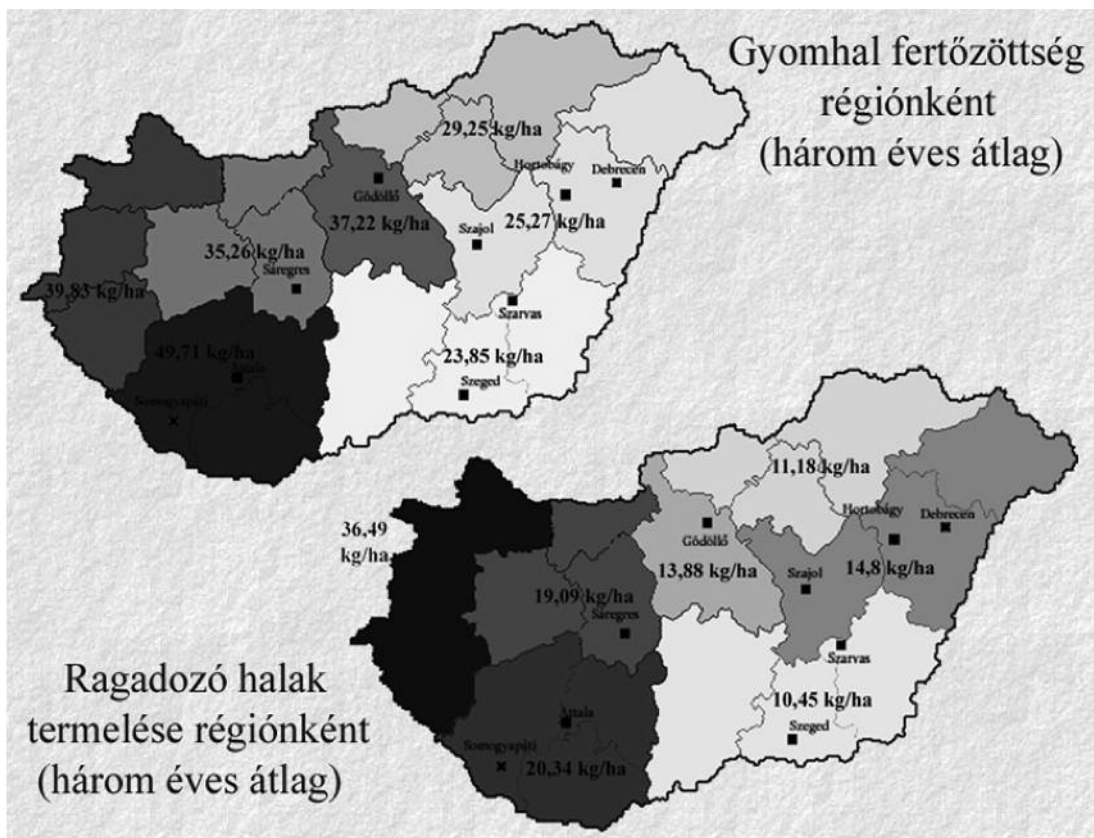 Gyomhal fertőzöttség
régiónként
(három éves átlag)
29,25 kg/ha
Hortobágy
Debrecen
Gödöllő
37,22 kg/ha
25,27 kg/ha
Szajol
35,26 kg/ha
Sáregres
39,83 kg/ha
Szarvas
49,71 kg/ha
Attala
23,85 kg/ha
Szeged
Somogyapáti
11,18 kg/ha
Hortobágy
Debrecen
36,49
kg/ha
Gödöllő
13,88 kg/ha
Szajol
14,8 kg/ha
19,09 kg/ha
Sáregres
Szarvas
Ragadozó halak
termelése régiónként
(három éves átlag)
10,45 kg/ha
Szeged
Attala
Somogyapáti
20,34 kg/ha